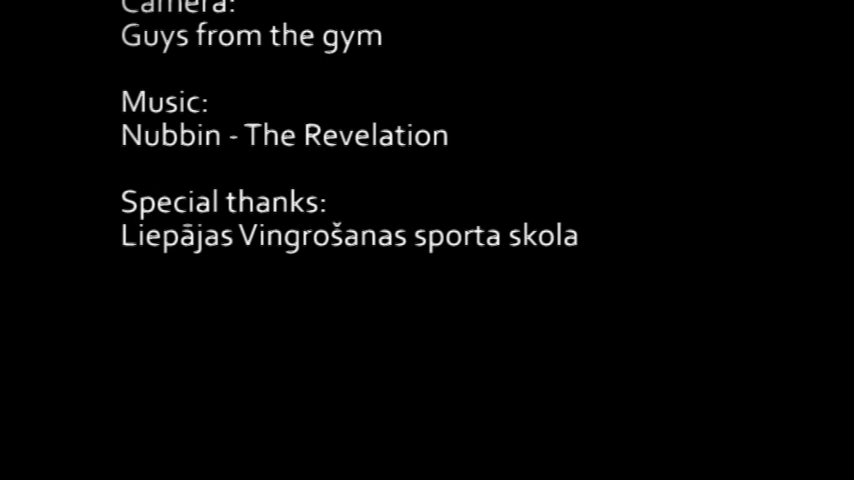 Camera:
Guys from the gym
Music:
Nubbin - The Revelation
Special thanks:
Liepājas Vingrošanas sporta skola